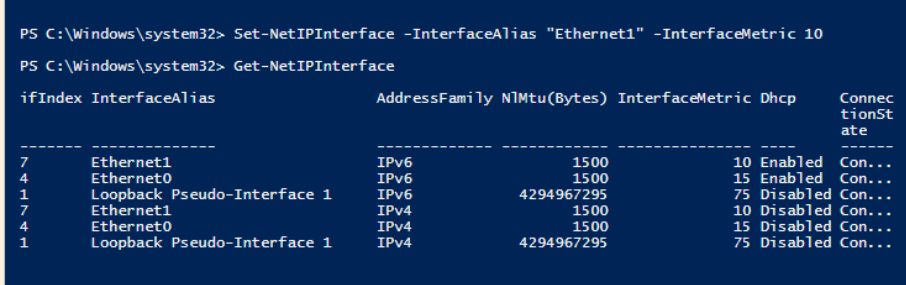 PS C:\Windows\system32> Set-NetIPInterface -InterfaceAlias "Ethernet1" -InterfaceMetric 10
PS C:\Windows\system32> Get-NetIPInterface
ifIndex InterfaceAlias AddressFamily NlMtu(Bytes) InterfaceMetric Dhcp Connec
tionSt
ate
------- -------------- ------------- ------------ --------------- ---- ------
7 Ethernet1 IPv6 1500 10 Enabled Con...
4 Ethernet0 IPv6 1500 15 Enabled Con...
1 Loopback Pseudo-Interface 1 IPv6 4294967295 75 Disabled Con...
7 Ethernet1 IPv4 1500 10 Disabled Con...
4 Ethernet0 IPv4 1500 15 Disabled Con...
1 Loopback Pseudo-Interface 1 IPv4 4294967295 75 Disabled Con...